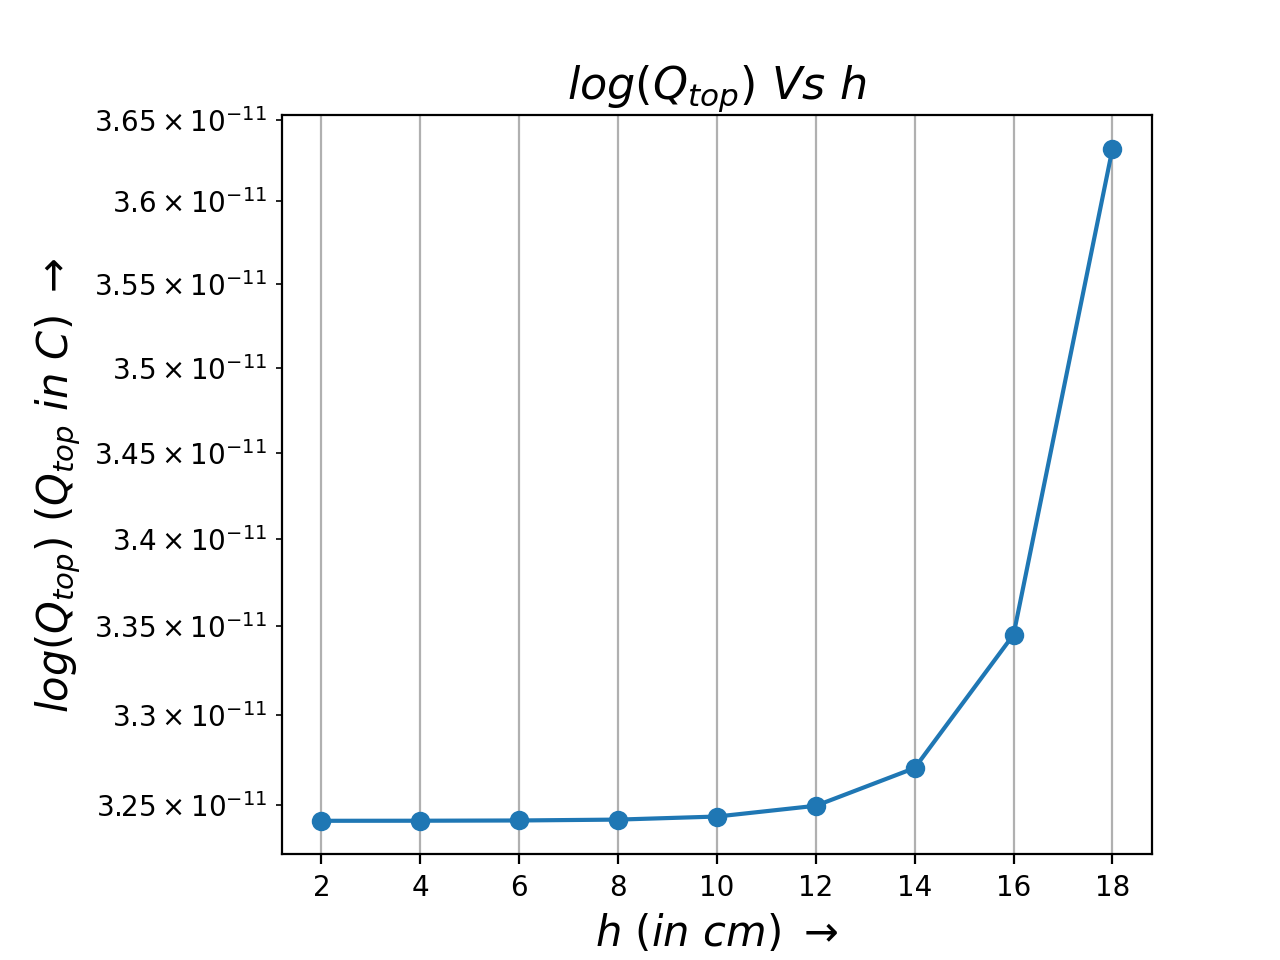 log(Q_top) Vs h
3.65 × 10⁻¹¹
3.6 × 10⁻¹¹
3.55 × 10⁻¹¹
3.5 × 10⁻¹¹
3.45 × 10⁻¹¹
3.4 × 10⁻¹¹
3.35 × 10⁻¹¹
3.3 × 10⁻¹¹
3.25 × 10⁻¹¹
log(Q_top) (Q_top in C) →
2 4 6 8 10 12 14 16 18
h (in cm) →